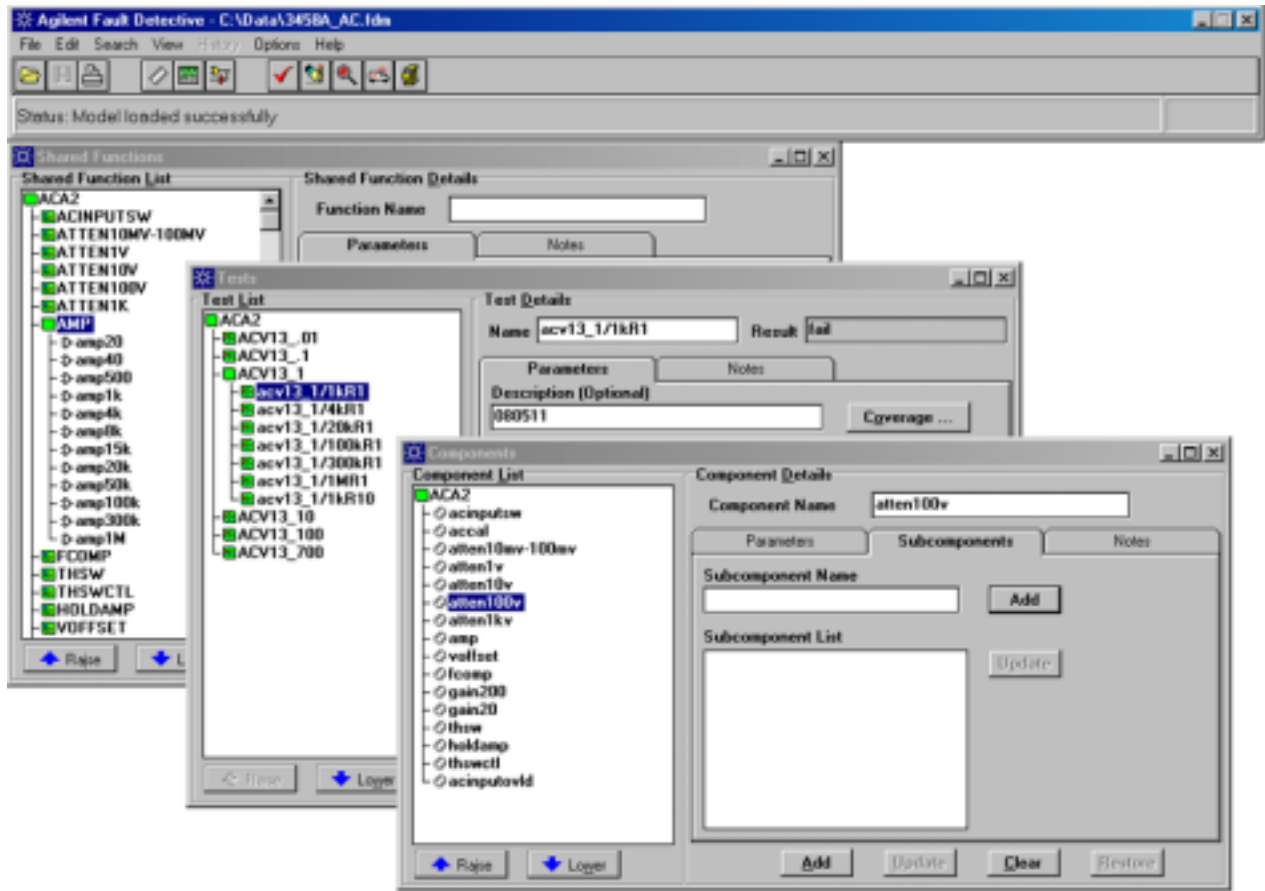 Agilent Fault Detective - C:\Data\3458A_AC.fdm
File Edit Search View History Options Help
Status: Model loaded successfully
Shared Functions
Shared Function List
ACA2
ACINPUTSW
ATTEN10MV-100MV
ATTEN1V
ATTEN10V
ATTEN100V
ATTEN1K
AMP
amp20
amp40
amp500
amp1k
amp4k
amp8k
amp15k
amp20k
amp50k
amp100k
amp300k
amp1M
FCOMP
THSW
THSWCTL
HOLDAMP
VOFFSET
Raise
Shared Function Details
Function Name
Parameters Notes
Tests
Test List
ACA2
ACV13_.01
ACV13_.1
ACV13_1
acv13_1/1kR1
acv13_1/4kR1
acv13_1/20kR1
acv13_1/100kR1
acv13_1/300kR1
acv13_1/1MR1
acv13_1/1kR10
ACV13_10
ACV13_100
ACV13_700
Raise Lower
Test Details
Name acv13_1/1kR1 Result fail
Parameters Notes
Description (Optional)
080511
Coverage ...
Components
Component List
ACA2
acinputsw
accal
atten10mv-100mv
atten1v
atten10v
atten100v
atten1kv
amp
voffset
fcomp
gain200
gain20
thsw
holdamp
thswctl
acinputovld
Raise Lower
Component Details
Component Name atten100v
Parameters Subcomponents Notes
Subcomponent Name
Add
Subcomponent List
Update
Add Update Clear Restore